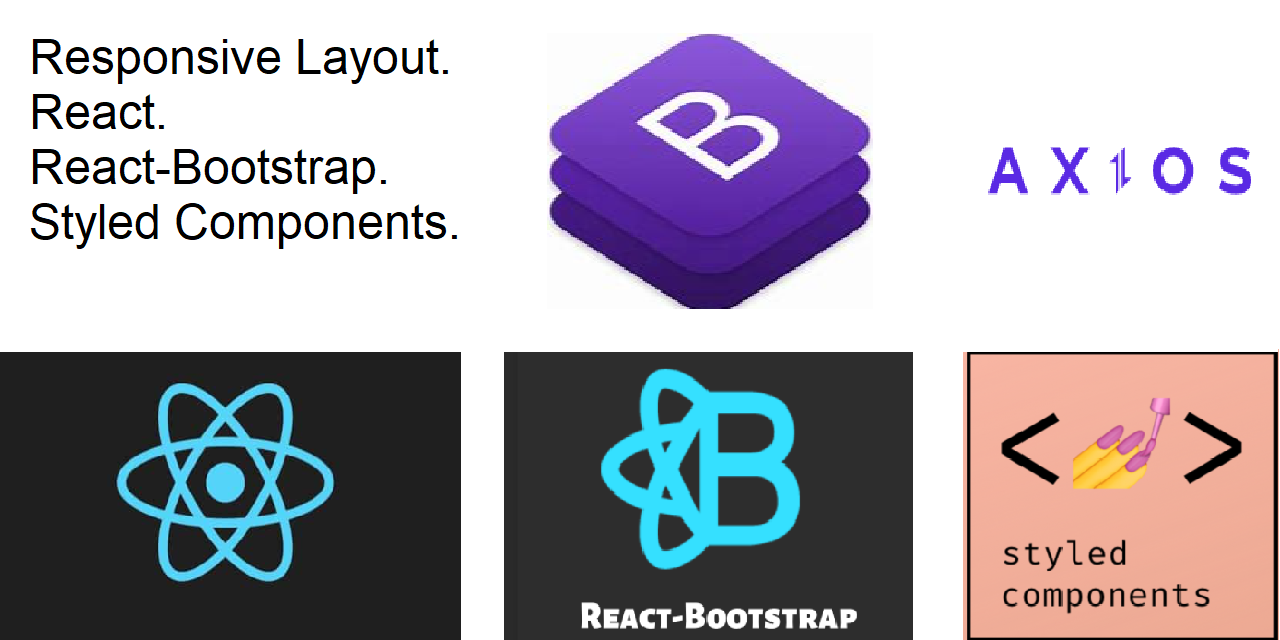 Responsive Layout.
React.
React-Bootstrap.
Styled Components.
B
AXIOS
B
React-Bootstrap
< >
styled
components